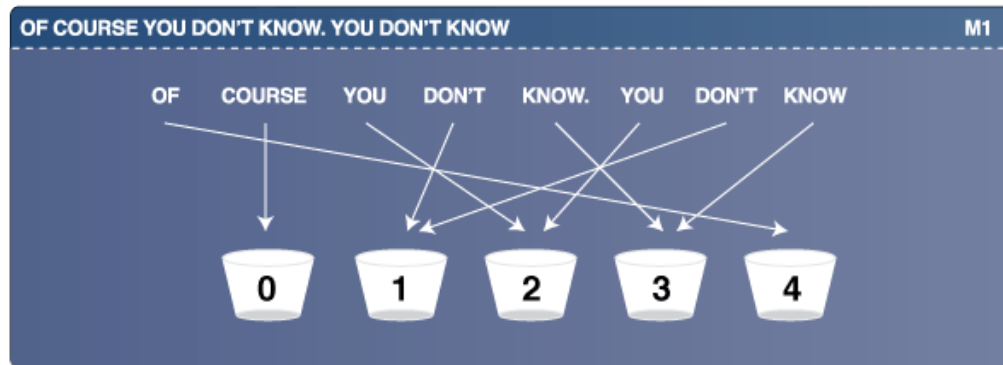 OF COURSE YOU DON'T KNOW. YOU DON'T KNOW M1
OF COURSE YOU DON'T KNOW. YOU DON'T KNOW
0 1 2 3 4